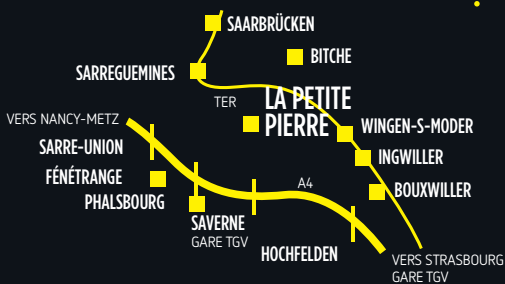 SAARBRÜCKEN
BITCHE
SARREGUEMINES
TER
LA PETITE
PIERRE
VERS NANCY-METZ
WINGEN-S-MODER
SARRE-UNION
INGWILLER
FÉNÉTRANGE
A4
BOUXWILLER
PHALSBOURG
SAVERNE
GARE TGV
HOCHFELDEN
VERS STRASBOURG
GARE TGV